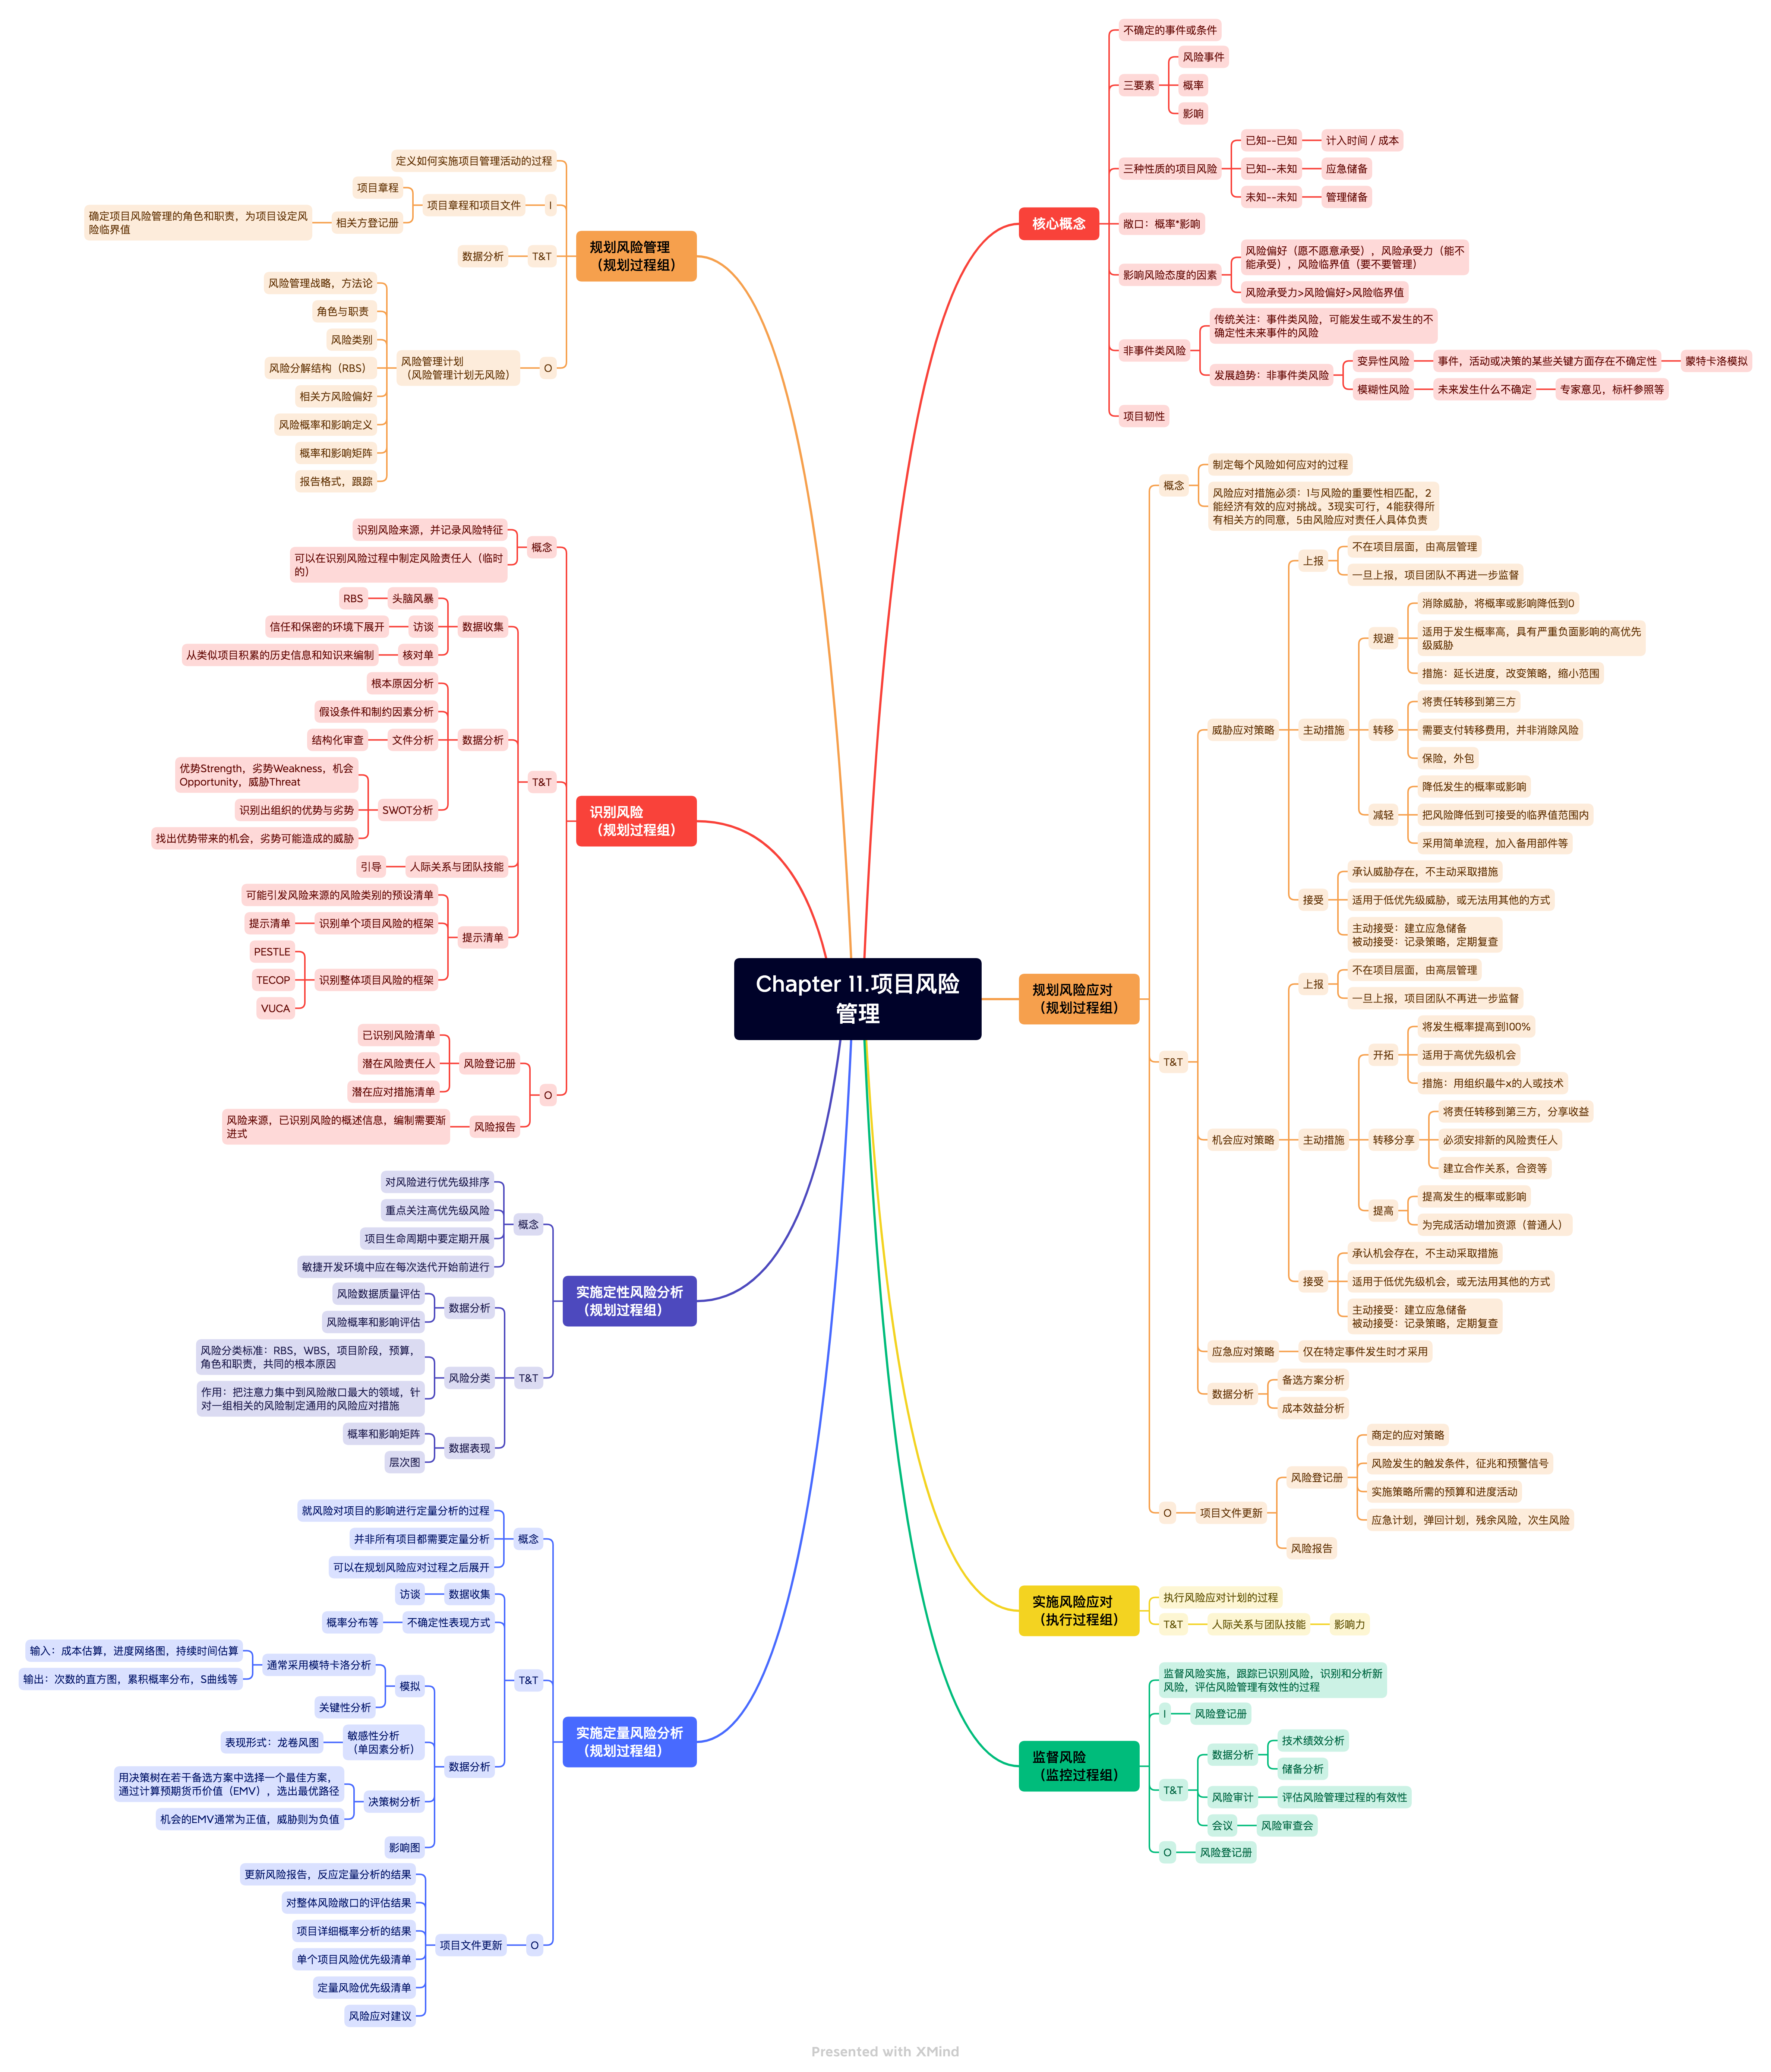 Chapter 11.项目风险
管理
核心概念
不确定的事件或条件
三要素
风险事件
概率
影响
三种性质的项目风险
已知--已知
计入时间 / 成本
已知--未知
应急储备
未知--未知
管理储备
敞口：概率*影响
影响风险态度的因素
风险偏好（愿不愿意承受），风险承受力（能不
能承受），风险临界值（要不要管理）
风险承受力>风险偏好>风险临界值
非事件类风险
传统关注：事件类风险，可能发生或不发生的不
确定性未来事件的风险
发展趋势：非事件类风险
变异性风险
事件，活动或决策的某些关键方面存在不确定性
蒙特卡洛模拟
模糊性风险
未来发生什么不确定
专家意见，标杆参照等
项目韧性
规划风险应对
（规划过程组）
概念
制定每个风险如何应对的过程
风险应对措施必须：1与风险的重要性相匹配，2
能经济有效的应对挑战。3现实可行，4能获得所
有相关方的同意，5由风险应对责任人具体负责
T&T
威胁应对策略
上报
不在项目层面，由高层管理
一旦上报，项目团队不再进一步监督
主动措施
规避
消除威胁，将概率或影响降低到0
适用于发生概率高，具有严重负面影响的高优先
级威胁
措施：延长进度，改变策略，缩小范围
转移
将责任转移到第三方
需要支付转移费用，并非消除风险
保险，外包
减轻
降低发生的概率或影响
把风险降低到可接受的临界值范围内
采用简单流程，加入备用部件等
接受
承认威胁存在，不主动采取措施
适用于低优先级威胁，或无法用其他的方式
主动接受：建立应急储备
被动接受：记录策略，定期复查
机会应对策略
上报
不在项目层面，由高层管理
一旦上报，项目团队不再进一步监督
主动措施
开拓
将发生概率提高到100%
适用于高优先级机会
措施：用组织最牛x的人或技术
转移分享
将责任转移到第三方，分享收益
必须安排新的风险责任人
建立合作关系，合资等
提高
提高发生的概率或影响
为完成活动增加资源（普通人）
接受
承认机会存在，不主动采取措施
适用于低优先级机会，或无法用其他的方式
主动接受：建立应急储备
被动接受：记录策略，定期复查
应急应对策略
仅在特定事件发生时才采用
数据分析
备选方案分析
成本效益分析
O
项目文件更新
风险登记册
商定的应对策略
风险发生的触发条件，征兆和预警信号
实施策略所需的预算和进度活动
应急计划，弹回计划，残余风险，次生风险
风险报告
实施风险应对
（执行过程组）
执行风险应对计划的过程
T&T
人际关系与团队技能
影响力
监督风险
（监控过程组）
监督风险实施，跟踪已识别风险，识别和分析新
风险，评估风险管理有效性的过程
I
风险登记册
T&T
数据分析
技术绩效分析
储备分析
风险审计
评估风险管理过程的有效性
会议
风险审查会
O
风险登记册
规划风险管理
（规划过程组）
定义如何实施项目管理活动的过程
I
项目章程和项目文件
项目章程
相关方登记册
确定项目风险管理的角色和职责，为项目设定风
险临界值
T&T
数据分析
O
风险管理计划
（风险管理计划无风险）
风险管理战略，方法论
角色与职责
风险类别
风险分解结构（RBS）
相关方风险偏好
风险概率和影响定义
概率和影响矩阵
报告格式，跟踪
识别风险
（规划过程组）
概念
识别风险来源，并记录风险特征
可以在识别风险过程中制定风险责任人（临时
的）
T&T
数据收集
头脑风暴
RBS
访谈
信任和保密的环境下展开
核对单
从类似项目积累的历史信息和知识来编制
数据分析
根本原因分析
假设条件和制约因素分析
文件分析
结构化审查
SWOT分析
优势Strength，劣势Weakness，机会
Opportunity，威胁Threat
识别出组织的优势与劣势
找出优势带来的机会，劣势可能造成的威胁
人际关系与团队技能
引导
提示清单
可能引发风险来源的风险类别的预设清单
识别单个项目风险的框架
提示清单
识别整体项目风险的框架
PESTLE
TECOP
VUCA
O
风险登记册
已识别风险清单
潜在风险责任人
潜在应对措施清单
风险报告
风险来源，已识别风险的概述信息，编制需要渐
进式
实施定性风险分析
（规划过程组）
概念
对风险进行优先级排序
重点关注高优先级风险
项目生命周期中要定期开展
敏捷开发环境中应在每次迭代开始前进行
T&T
数据分析
风险数据质量评估
风险概率和影响评估
风险分类
风险分类标准：RBS，WBS，项目阶段，预算，
角色和职责，共同的根本原因
作用：把注意力集中到风险敞口最大的领域，针
对一组相关的风险制定通用的风险应对措施
数据表现
概率和影响矩阵
层次图
实施定量风险分析
（规划过程组）
概念
就风险对项目的影响进行定量分析的过程
并非所有项目都需要定量分析
可以在规划风险应对过程之后展开
T&T
数据收集
访谈
不确定性表现方式
概率分布等
数据分析
模拟
通常采用模特卡洛分析
输入：成本估算，进度网络图，持续时间估算
输出：次数的直方图，累积概率分布，S曲线等
关键性分析
敏感性分析
（单因素分析）
表现形式：龙卷风图
决策树分析
用决策树在若干备选方案中选择一个最佳方案，
通过计算预期货币价值（EMV），选出最优路径
机会的EMV通常为正值，威胁则为负值
影响图
O
项目文件更新
更新风险报告，反应定量分析的结果
对整体风险敞口的评估结果
项目详细概率分析的结果
单个项目风险优先级清单
定量风险优先级清单
风险应对建议
Presented with XMind